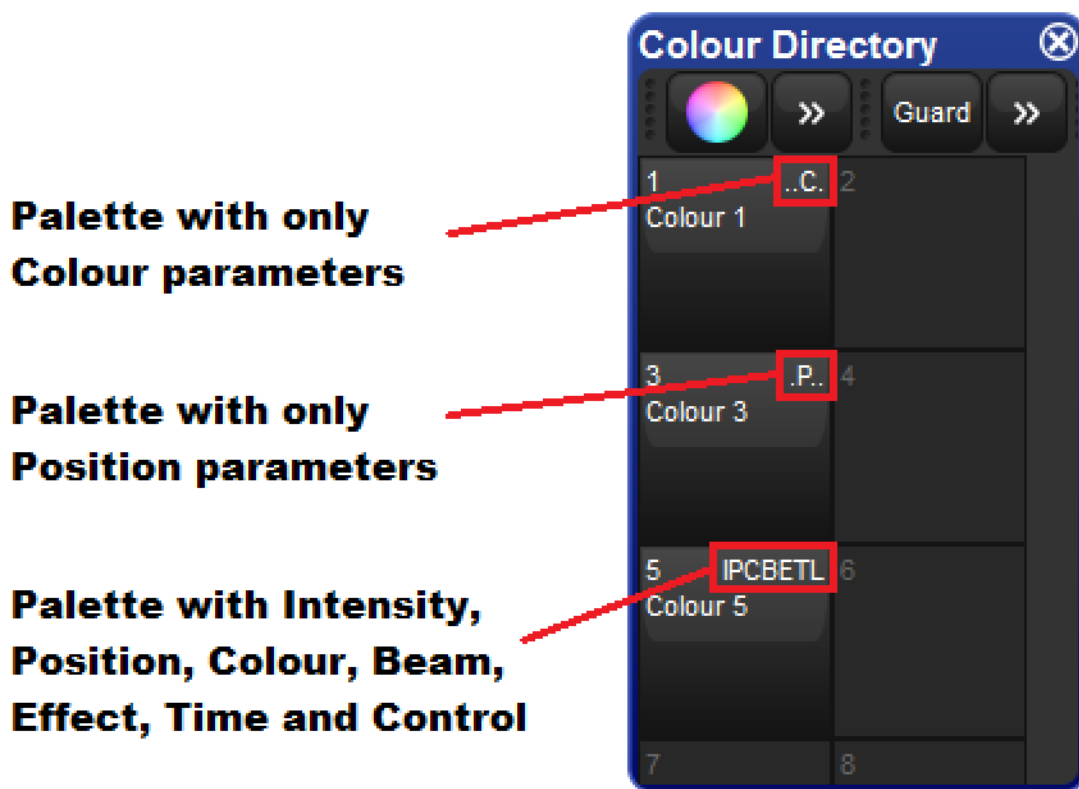 Colour Directory
»
Guard
»
Palette with only
Colour parameters
1 ..C. 2
Colour 1
Palette with only
Position parameters
3 .P.. 4
Colour 3
Palette with Intensity,
Position, Colour, Beam,
Effect, Time and Control
5 IPCBETL 6
Colour 5
7 8